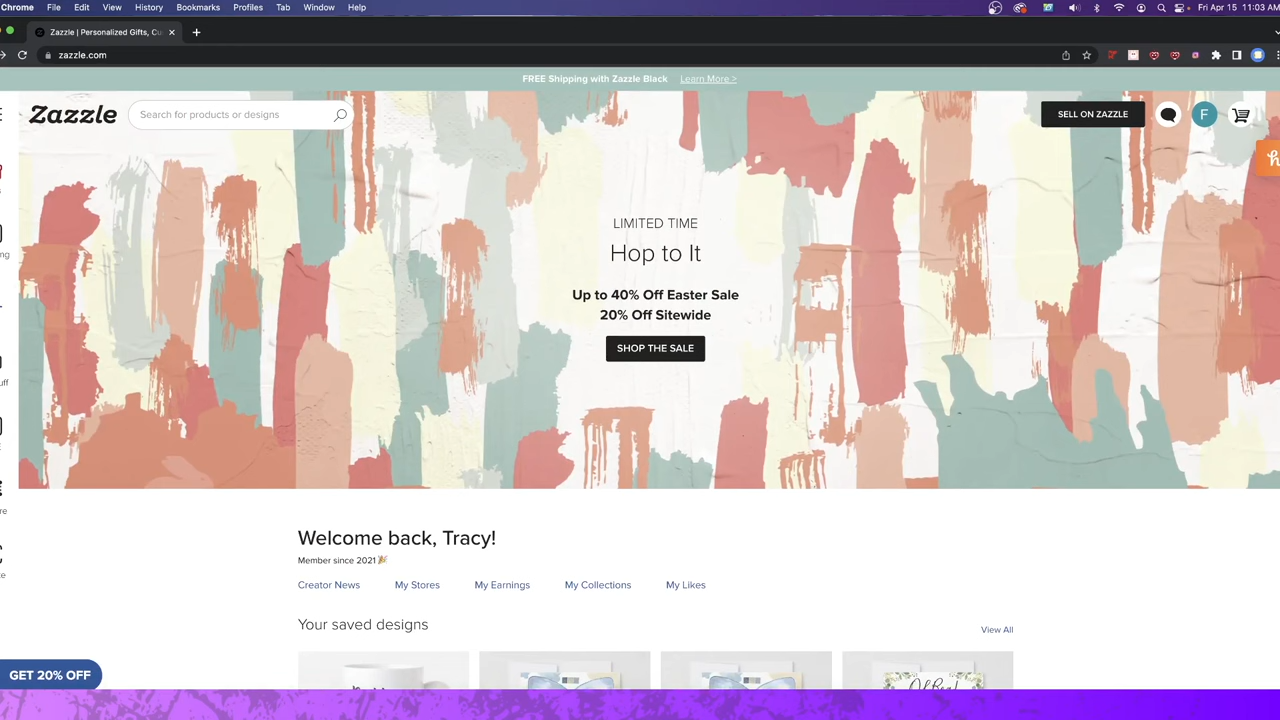 Chrome File Edit View History Bookmarks Profiles Tab Window Help Fri Apr 15 11:03 AM
Zazzle | Personalized Gifts, Cu
zazzle.com
FREE Shipping with Zazzle Black Learn More >
Zazzle
Search for products or designs
SELL ON ZAZZLE
F
LIMITED TIME
Hop to It
Up to 40% Off Easter Sale
20% Off Sitewide
SHOP THE SALE
Welcome back, Tracy!
Member since 2021
Creator News My Stores My Earnings My Collections My Likes
Your saved designs
View All
GET 20% OFF